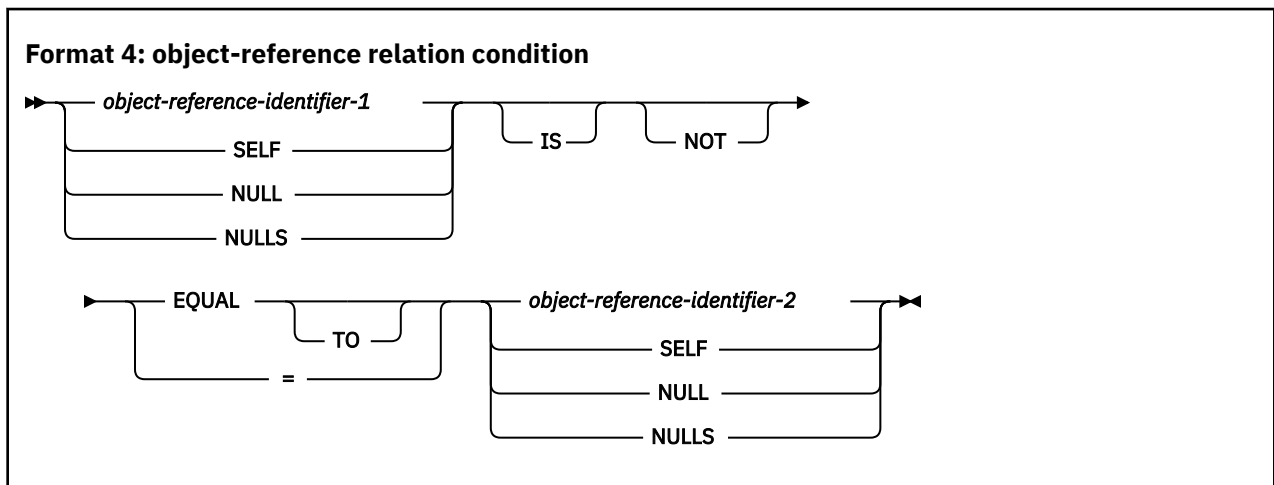 Format 4: object-reference relation condition
object-reference-identifier-1
IS NOT
SELF
NULL
NULLS
EQUAL object-reference-identifier-2
TO
SELF
=
NULL
NULLS